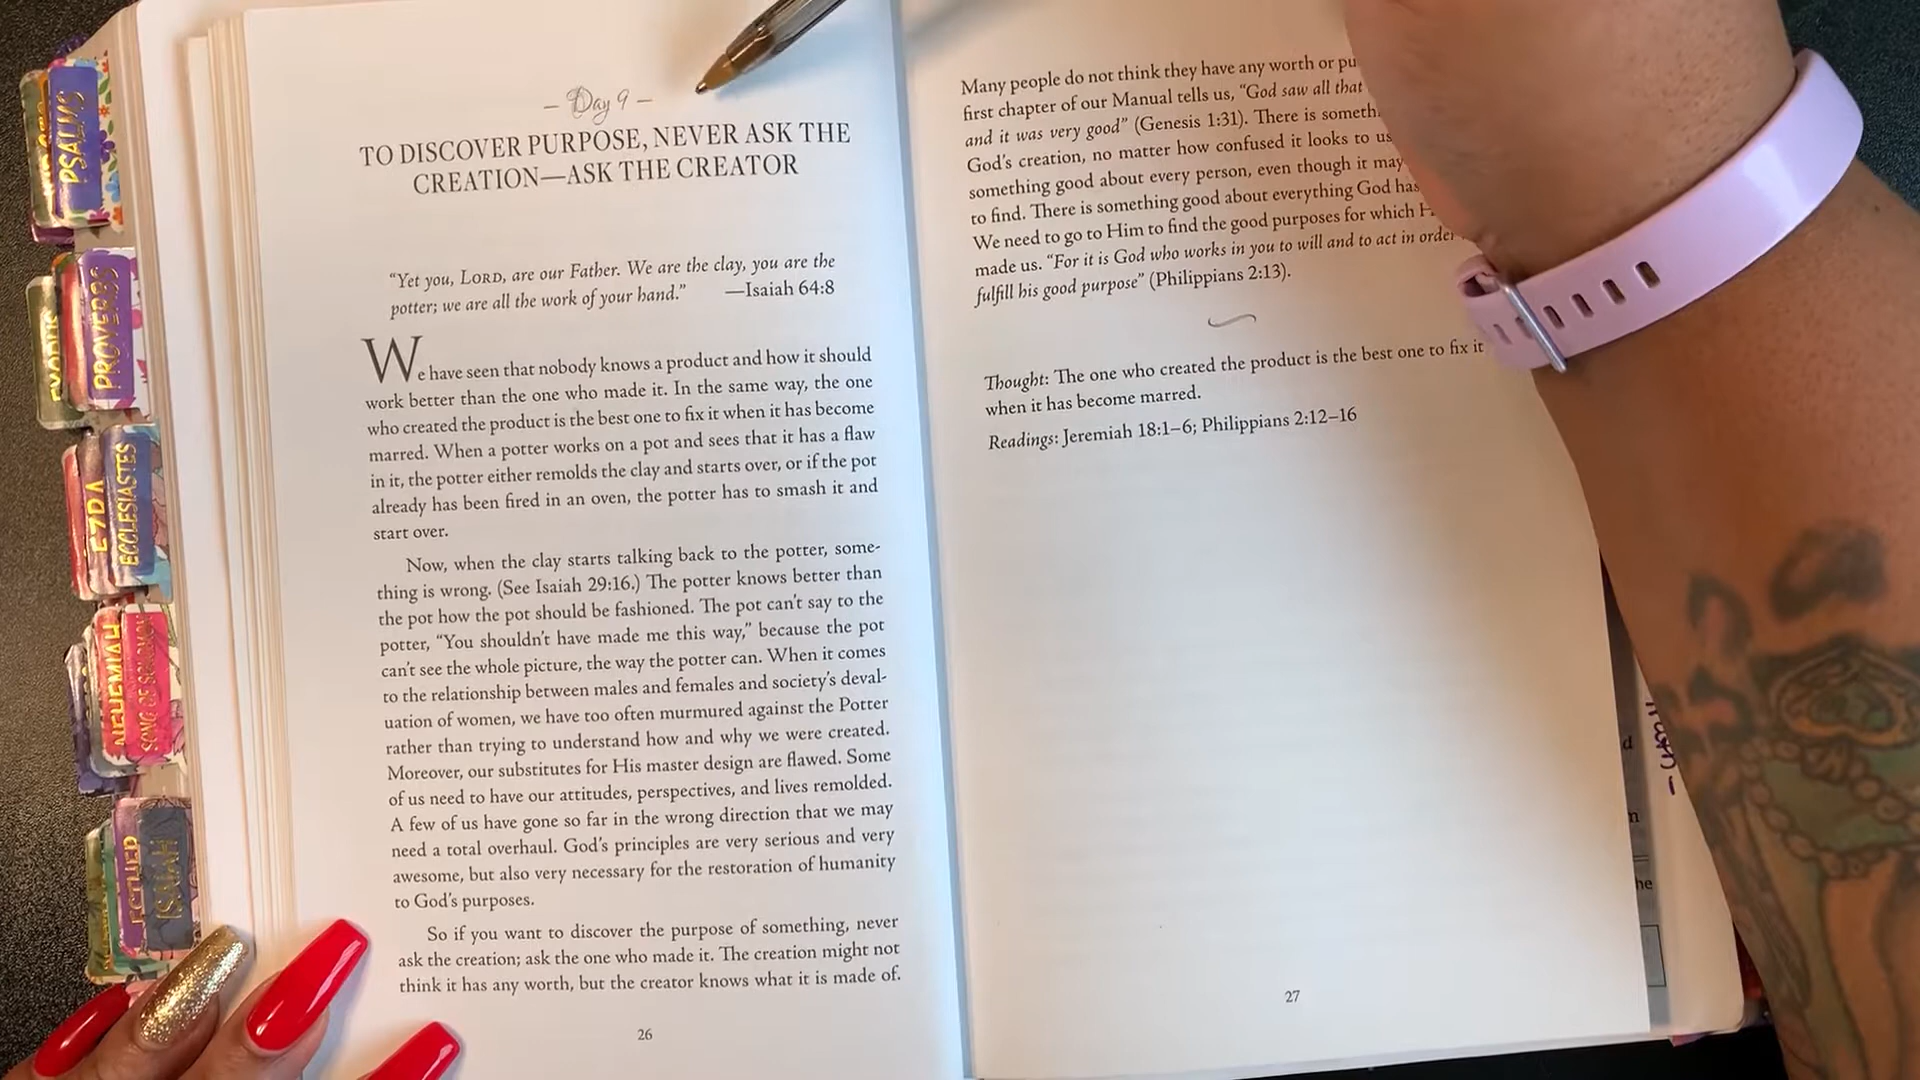 PSALMS
PROVERBS
EZRA
ECCLESIASTES
NEHEMIAH
SONG OF SOLOMON
ESTHER
ISAIAH
— Day 9 —
TO DISCOVER PURPOSE, NEVER ASK THE
CREATION—ASK THE CREATOR
“Yet you, LORD, are our Father. We are the clay, you are the
potter; we are all the work of your hand.” —Isaiah 64:8
We have seen that nobody knows a product and how it should
work better than the one who made it. In the same way, the one
who created the product is the best one to fix it when it has become
marred. When a potter works on a pot and sees that it has a flaw
in it, the potter either remolds the clay and starts over, or if the pot
already has been fired in an oven, the potter has to smash it and
start over.
Now, when the clay starts talking back to the potter, some-
thing is wrong. (See Isaiah 29:16.) The potter knows better than
the pot how the pot should be fashioned. The pot can’t say to the
potter, “You shouldn’t have made me this way,” because the pot
can’t see the whole picture, the way the potter can. When it comes
to the relationship between males and females and society’s deval-
uation of women, we have too often murmured against the Potter
rather than trying to understand how and why we were created.
Moreover, our substitutes for His master design are flawed. Some
of us need to have our attitudes, perspectives, and lives remolded.
A few of us have gone so far in the wrong direction that we may
need a total overhaul. God’s principles are very serious and very
awesome, but also very necessary for the restoration of humanity
to God’s purposes.
So if you want to discover the purpose of something, never
ask the creation; ask the one who made it. The creation might not
think it has any worth, but the creator knows what it is made of.
26
Many people do not think they have any worth or pu
first chapter of our Manual tells us, “God saw all that
and it was very good” (Genesis 1:31). There is someth
God’s creation, no matter how confused it looks to us
something good about every person, even though it may
to find. There is something good about everything God has
We need to go to Him to find the good purposes for which H
made us. “For it is God who works in you to will and to act in order
fulfill his good purpose” (Philippians 2:13).
Thought: The one who created the product is the best one to fix it
when it has become marred.
Readings: Jeremiah 18:1–6; Philippians 2:12–16
27